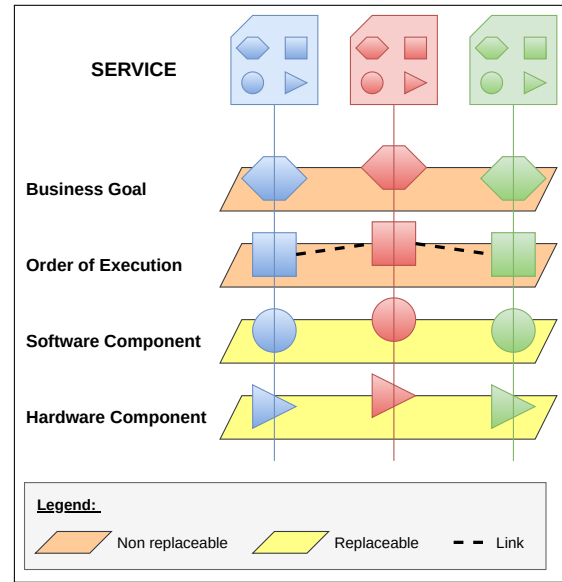 SERVICE
Business Goal
Order of Execution
Software Component
Hardware Component
Legend:
Non replaceable
Replaceable
Link